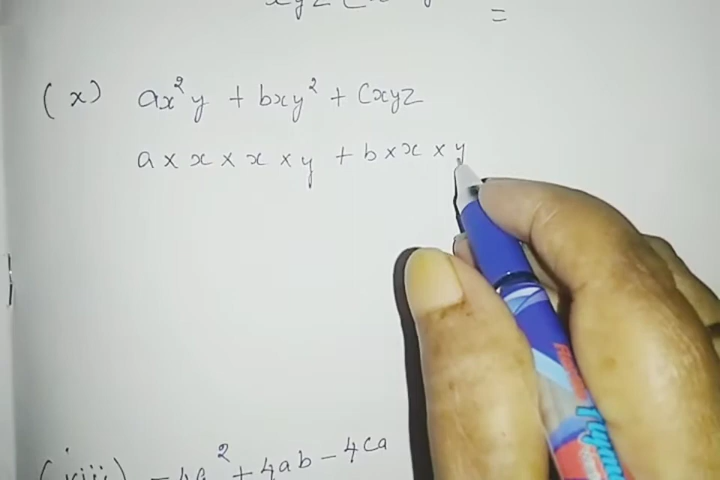 =
(x) ax²y + bxy² + Cxyz
a × x × x × y + b × x × y
(viii) -4a² + 4ab - 4ca